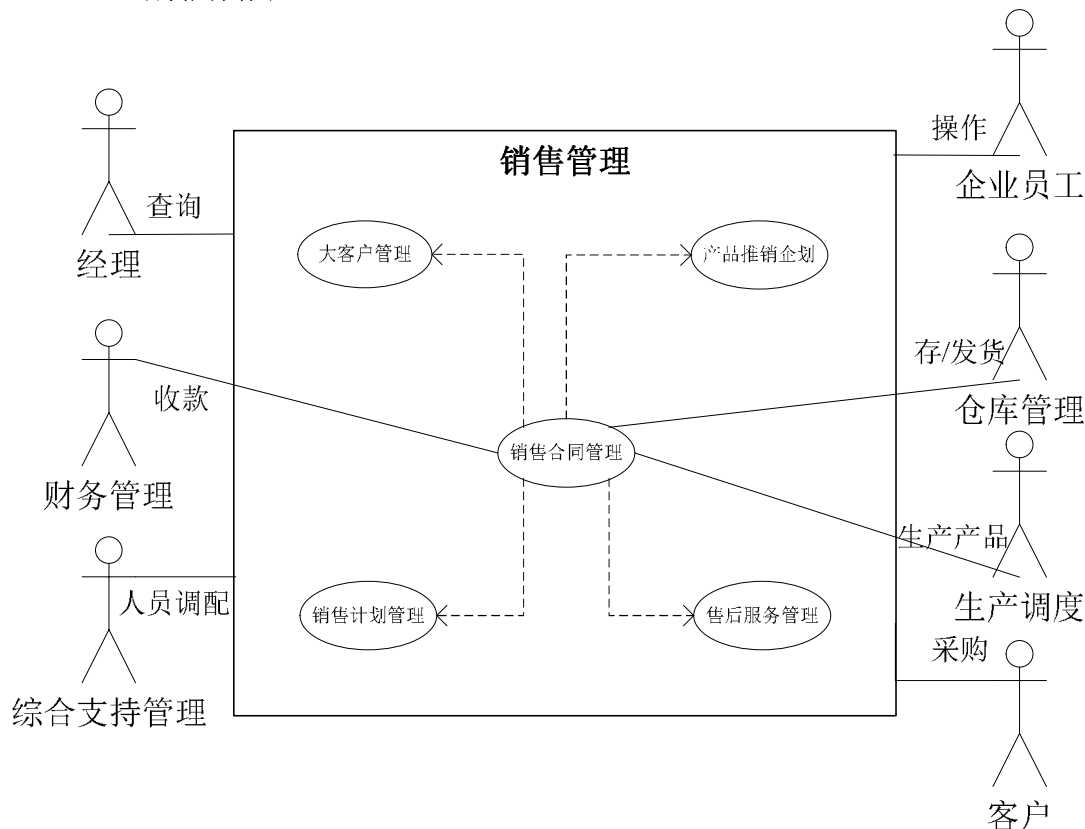 操作
销售管理
企业员工
查询
经理
大客户管理
产品推销企划
存/发货
收款
仓库管理
销售合同管理
财务管理
生产产品
人员调配
销售计划管理
售后服务管理
生产调度
采购
综合支持管理
客户